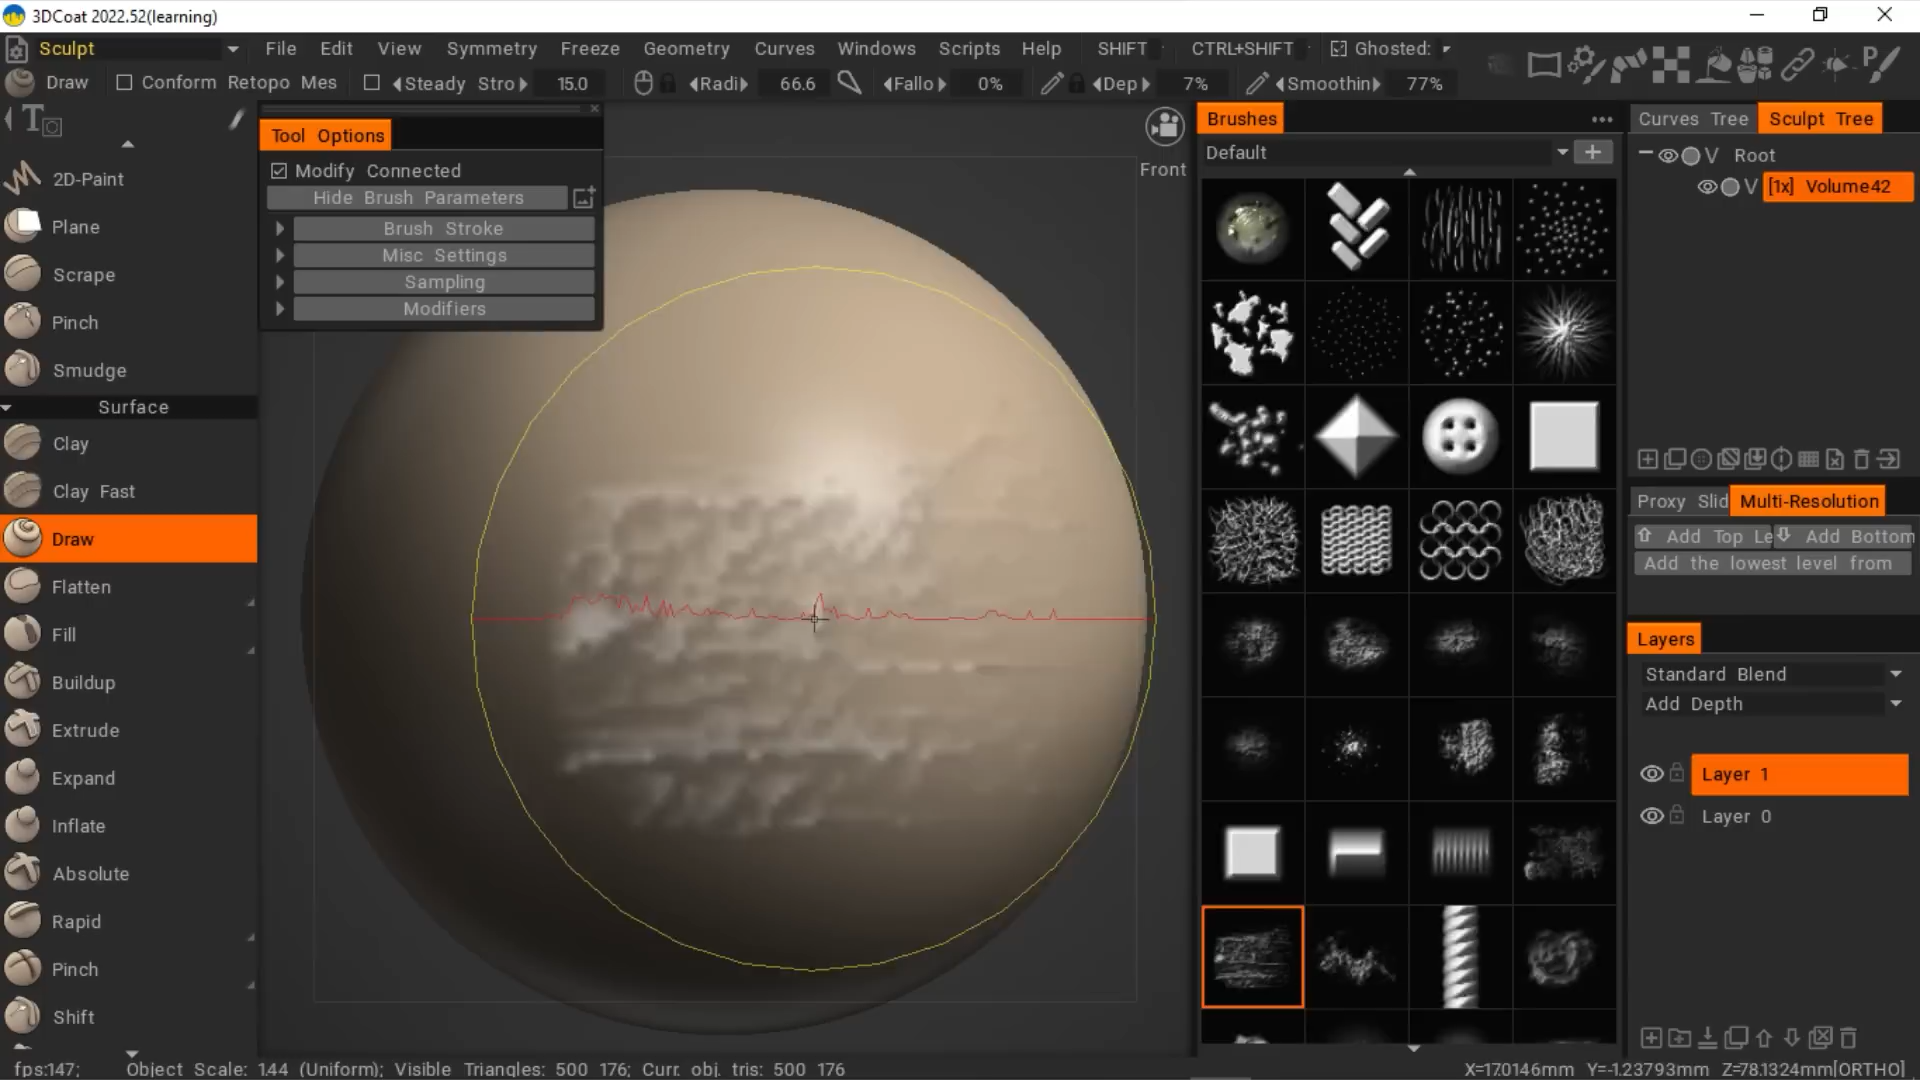 3DCoat 2022.52(learning)
Sculpt File Edit View Symmetry Freeze Geometry Curves Windows Scripts Help SHIFT CTRL+SHIFT Ghosted:
Draw Conform Retopo Mes Steady Stro 15.0 Radi 66.6 Fallo 0% Dep 7% Smoothin 77%
Tool Options
Modify Connected
Hide Brush Parameters
Brush Stroke
Misc Settings
Sampling
Modifiers
2D-Paint
Plane
Scrape
Pinch
Smudge
Surface
Clay
Clay Fast
Draw
Flatten
Fill
Buildup
Extrude
Expand
Inflate
Absolute
Rapid
Pinch
Shift
Front
Brushes
Default
Curves Tree Sculpt Tree
V Root
V [1x] Volume42
Proxy Slid Multi-Resolution
Add Top Le Add Bottom
Add the lowest level from
Layers
Standard Blend
Add Depth
Layer 1
Layer 0
fps:147; Object Scale: 1.44 (Uniform); Visible Triangles: 500 176; Curr. obj. tris: 500 176 X=17.0146mm Y=-1.23793mm Z=78.1324mm[ORTHO]